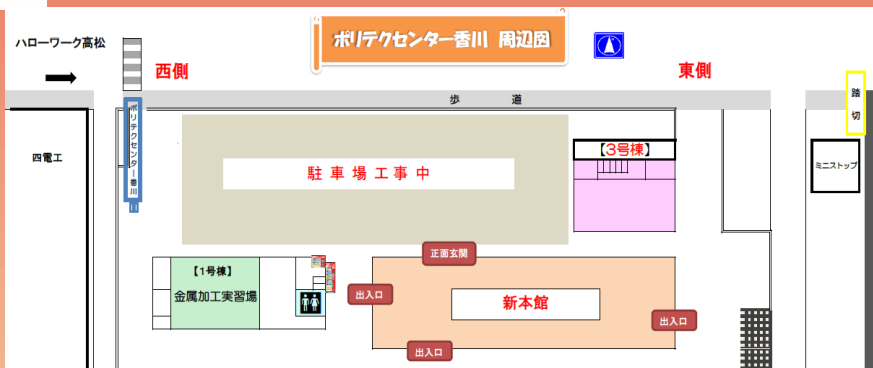 ポリテクセンター香川 周辺図
ハローワーク高松
西側
東側
歩　道
踏切
ポリテクセンター香川
四電工
【3号棟】
ミニストップ
駐車場工事中
正面玄関
【1号棟】
金属加工実習場
出入口
新本館
出入口
出入口